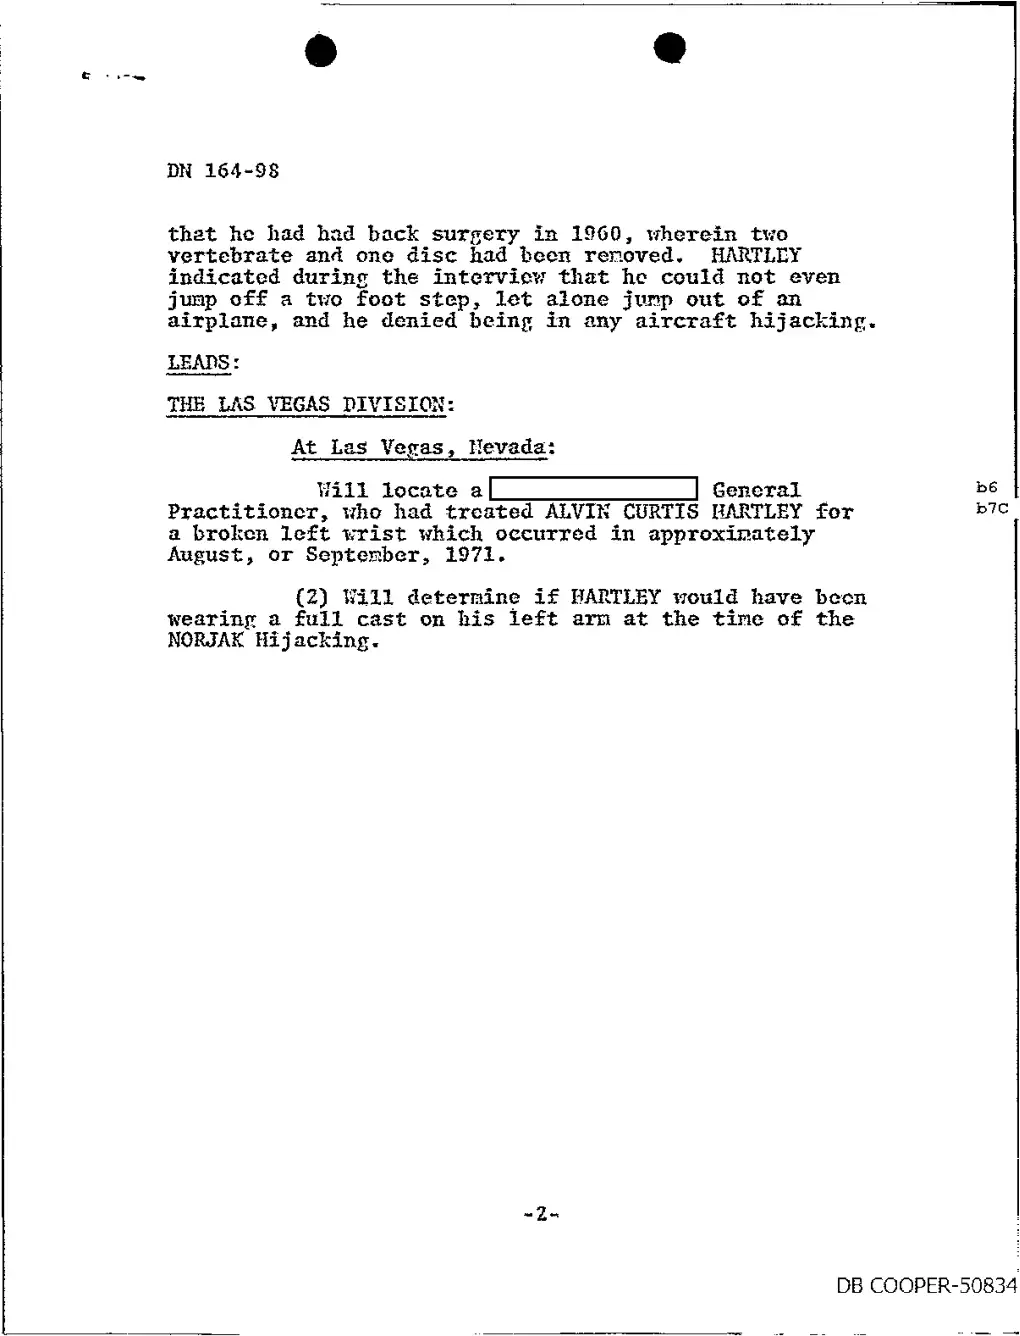 DN 164-98
that he had had back surgery in 1960, wherein two
vertebrate and one disc had been removed. HARTLEY
indicated during the interview that he could not even
jump off a two foot step, let alone jump out of an
airplane, and he denied being in any aircraft hijacking.
LEADS:
THE LAS VEGAS DIVISION:
At Las Vegas, Nevada:
Will locate a General
Practitioner, who had treated ALVIN CURTIS HARTLEY for
a broken left wrist which occurred in approximately
August, or September, 1971.
b6
b7C
(2) Will determine if HARTLEY would have been
wearing a full cast on his left arm at the time of the
NORJAK Hijacking.
-2-
DB COOPER-50834